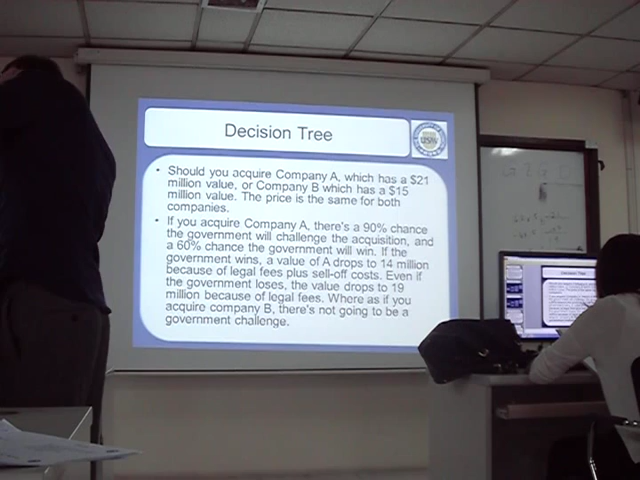 Decision Tree
• Should you acquire Company A, which has a $21
million value, or Company B which has a $15
million value. The price is the same for both
companies.
• If you acquire Company A, there's a 90% chance
the government will challenge the acquisition, and
a 60% chance the government will win. If the
government wins, a value of A drops to 14 million
because of legal fees plus sell-off costs. Even if
the government loses, the value drops to 19
million because of legal fees. Where as if you
acquire company B, there's not going to be a
government challenge.
Decision Tree